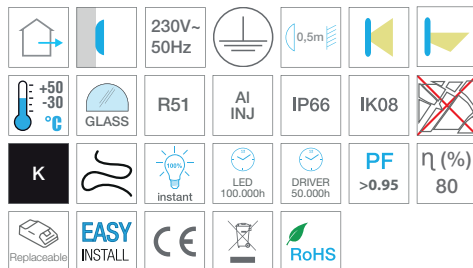 230V~
50Hz
0,5m
+50
-30
°C
GLASS
R51
Al
INJ
IP66
IK08
K
100%
instant
LED
100.000h
DRIVER
50.000h
PF
>0.95
η (%)
80
Replaceable
EASY
INSTALL
CE
RoHS